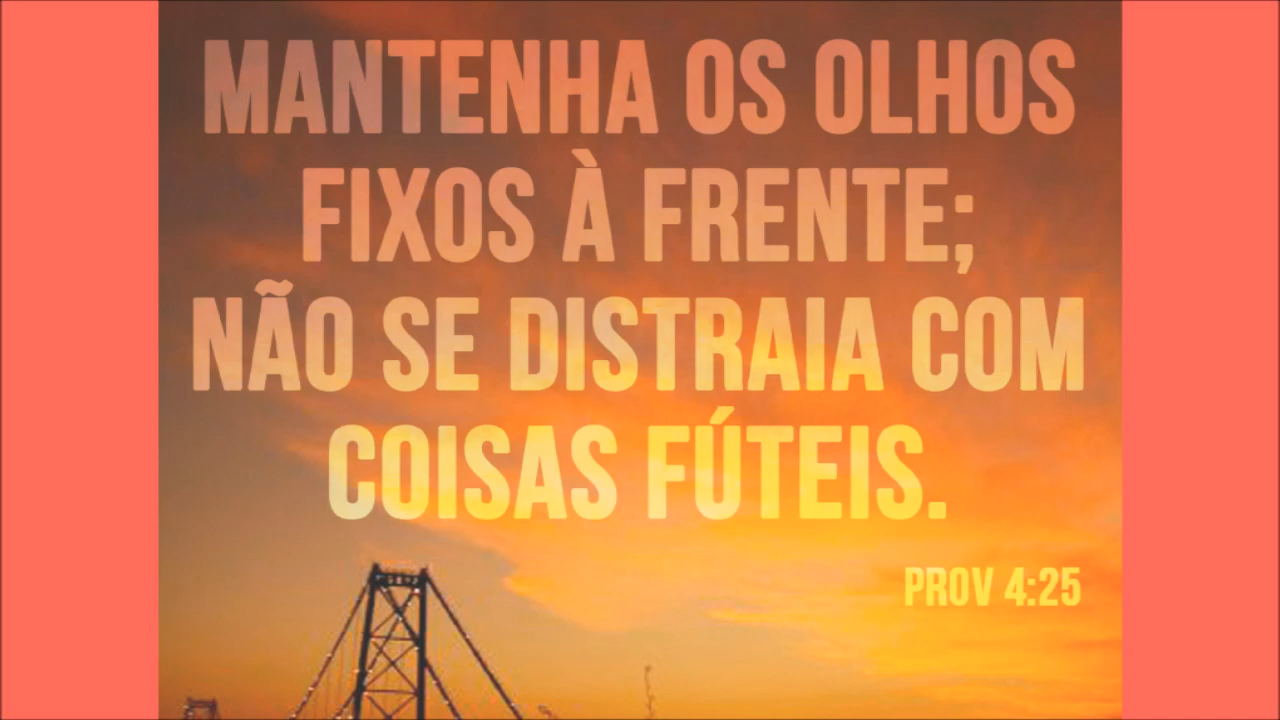 MANTENHA OS OLHOS
FIXOS À FRENTE;
NÃO SE DISTRAIA COM
COISAS FÚTEIS.
PROV 4:25